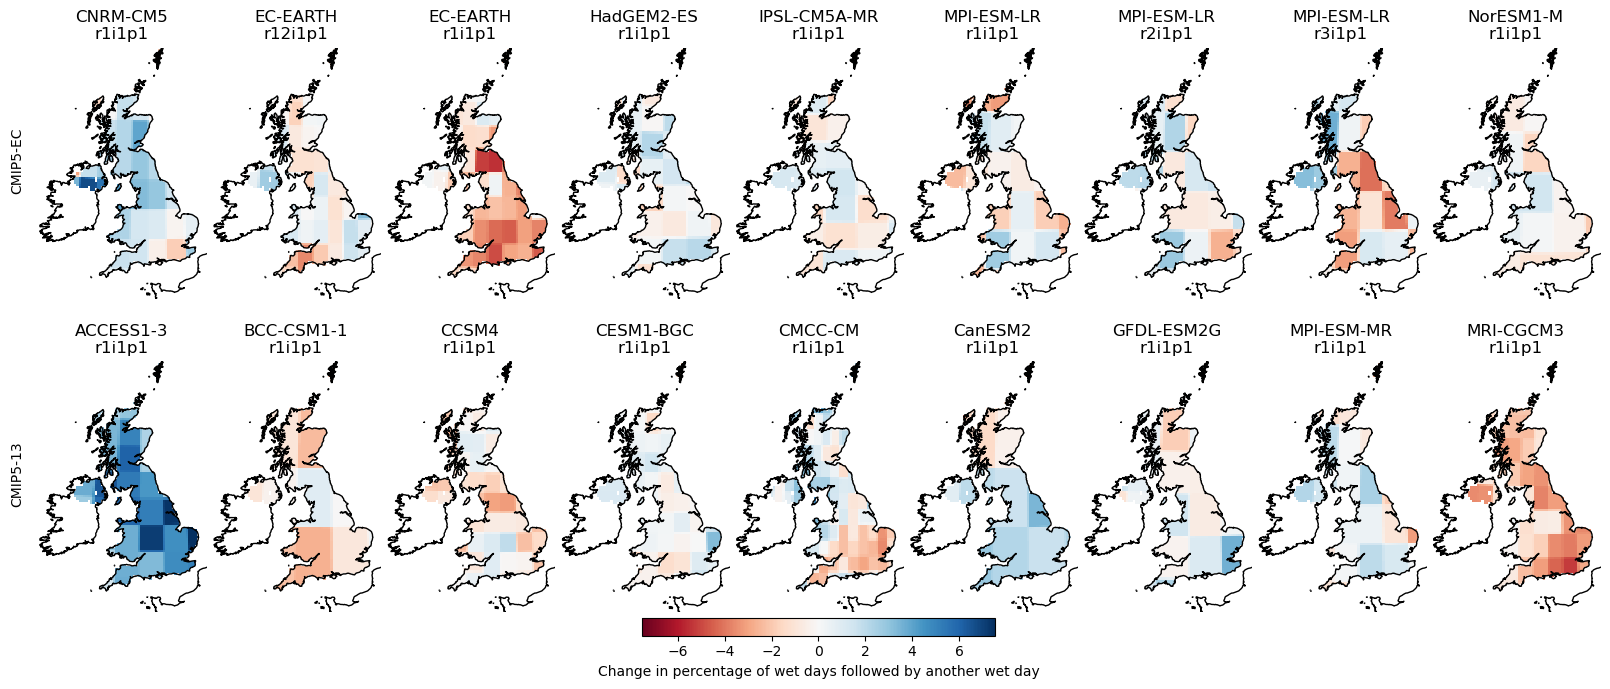 CNRM-CM5 EC-EARTH EC-EARTH HadGEM2-ES IPSL-CM5A-MR MPI-ESM-LR MPI-ESM-LR MPI-ESM-LR NorESM1-M
r1i1p1 r12i1p1 r1i1p1 r1i1p1 r1i1p1 r1i1p1 r2i1p1 r3i1p1 r1i1p1
CMIP5-EC
ACCESS1-3 BCC-CSM1-1 CCSM4 CESM1-BGC CMCC-CM CanESM2 GFDL-ESM2G MPI-ESM-MR MRI-CGCM3
r1i1p1 r1i1p1 r1i1p1 r1i1p1 r1i1p1 r1i1p1 r1i1p1 r1i1p1 r1i1p1
CMIP5-13
−6 −4 −2 0 2 4 6
Change in percentage of wet days followed by another wet day